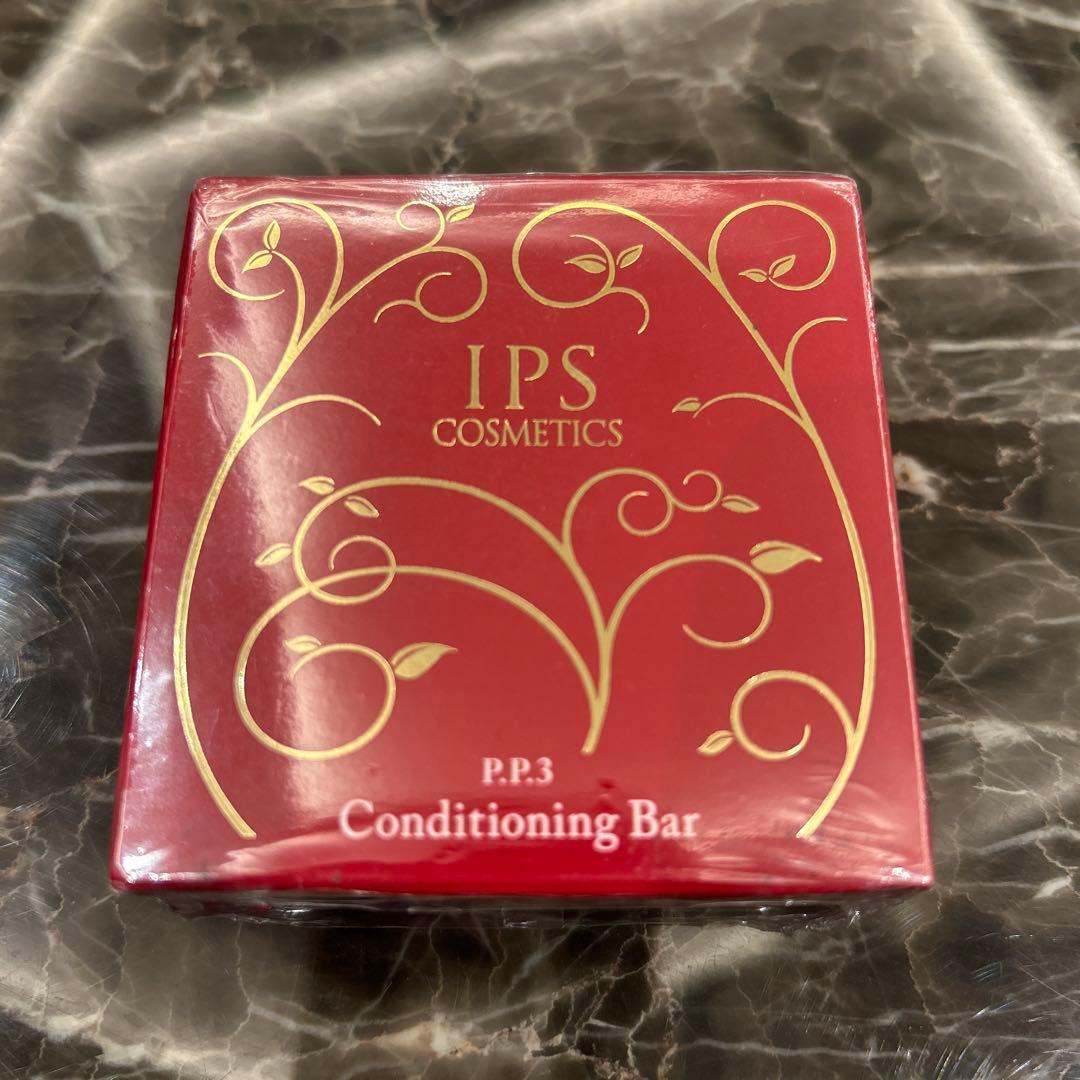 IPS
COSMETICS
P.P.3
Conditioning Bar